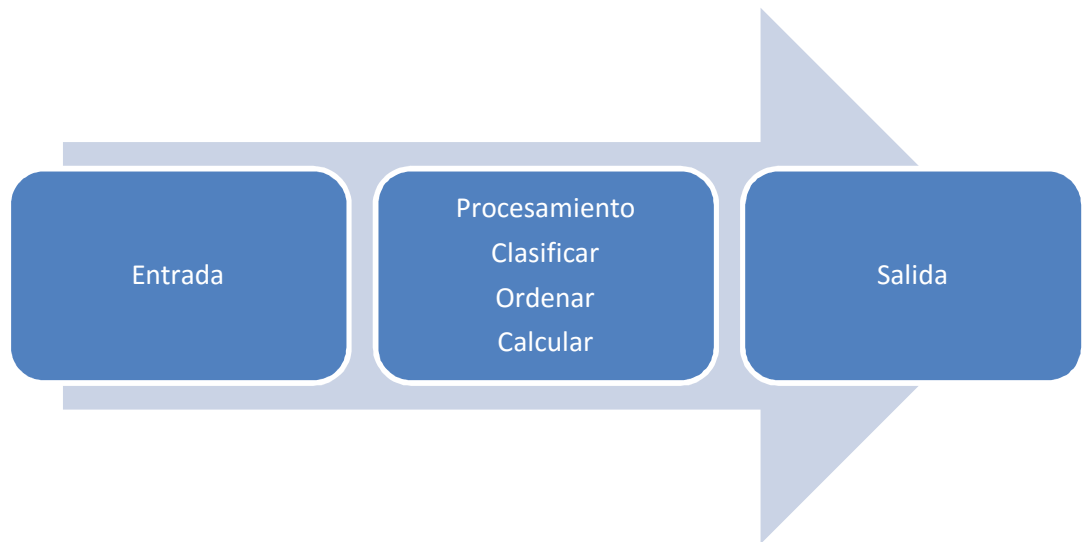 Entrada
Procesamiento
Clasificar
Ordenar
Calcular
Salida